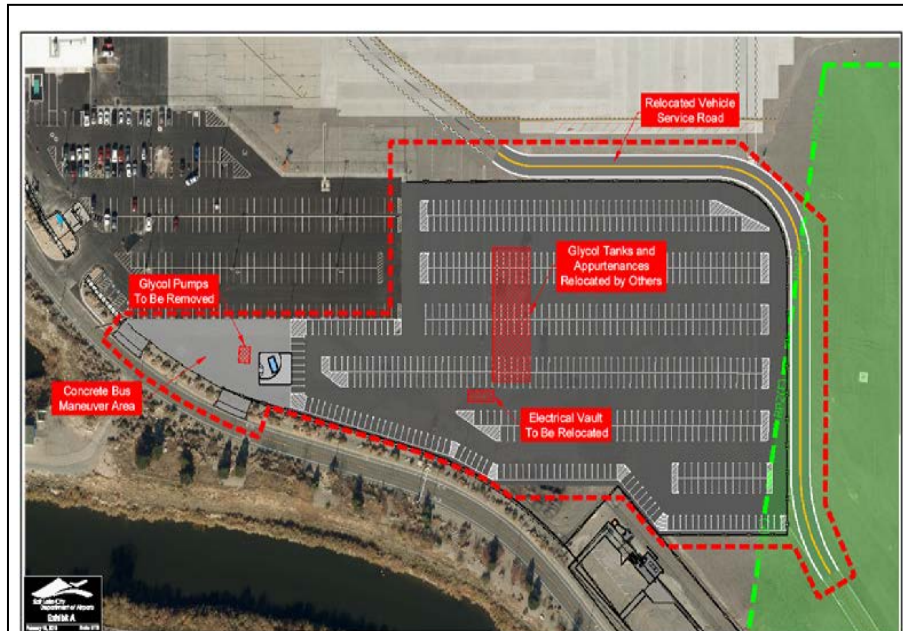 Relocated Vehicle
Service Road
Glycol Tanks and
Appurtenances
Relocated by Others
Glycol Pumps
To Be Removed
Concrete Bus
Maneuver Area
Electrical Vault
To Be Relocated
Salt Lake City
Department of Airports
Exhibit A